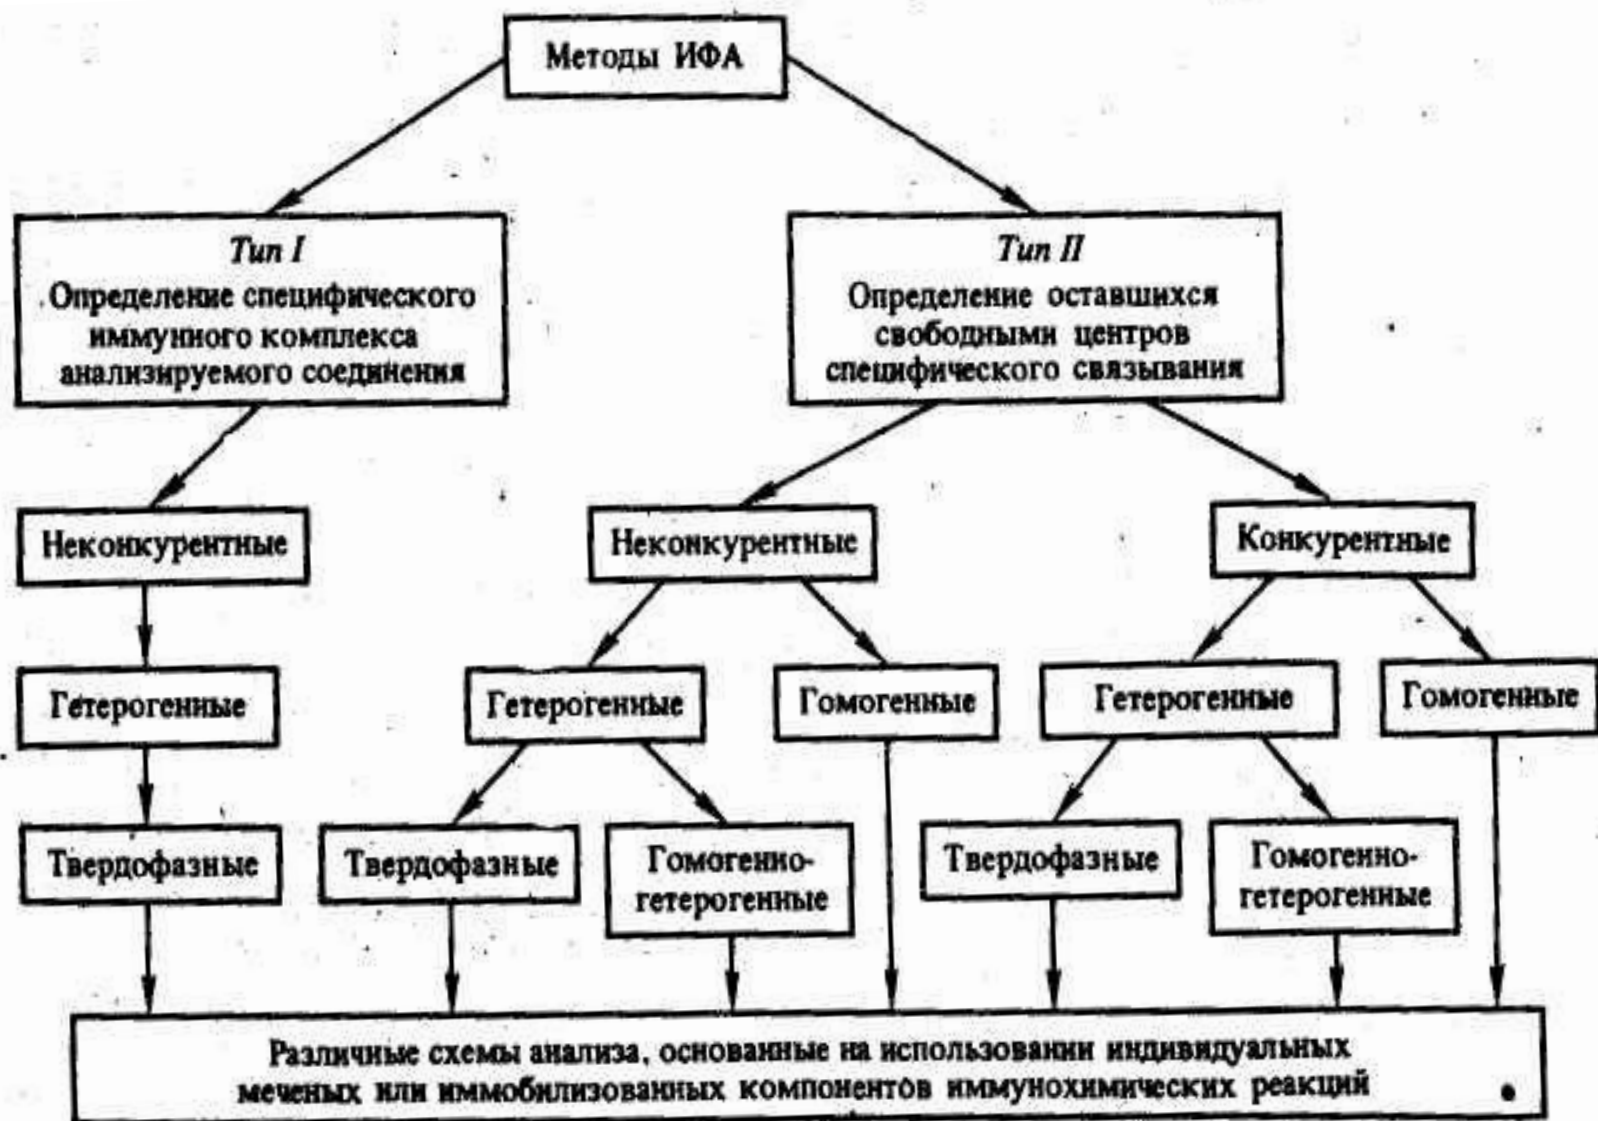 Методы ИФА
Тип I
Определение специфического
иммунного комплекса
анализируемого соединения
Тип II
Определение оставшихся
свободными центров
специфического связывания
Неконкурентные
Неконкурентные
Конкурентные
Гетерогенные
Гетерогенные
Гомогенные
Гетерогенные
Гомогенные
Твердофазные
Твердофазные
Гомогенно-
гетерогенные
Твердофазные
Гомогенно-
гетерогенные
Различные схемы анализа, основанные на использовании индивидуальных
меченых или иммобилизованных компонентов иммунохимических реакций